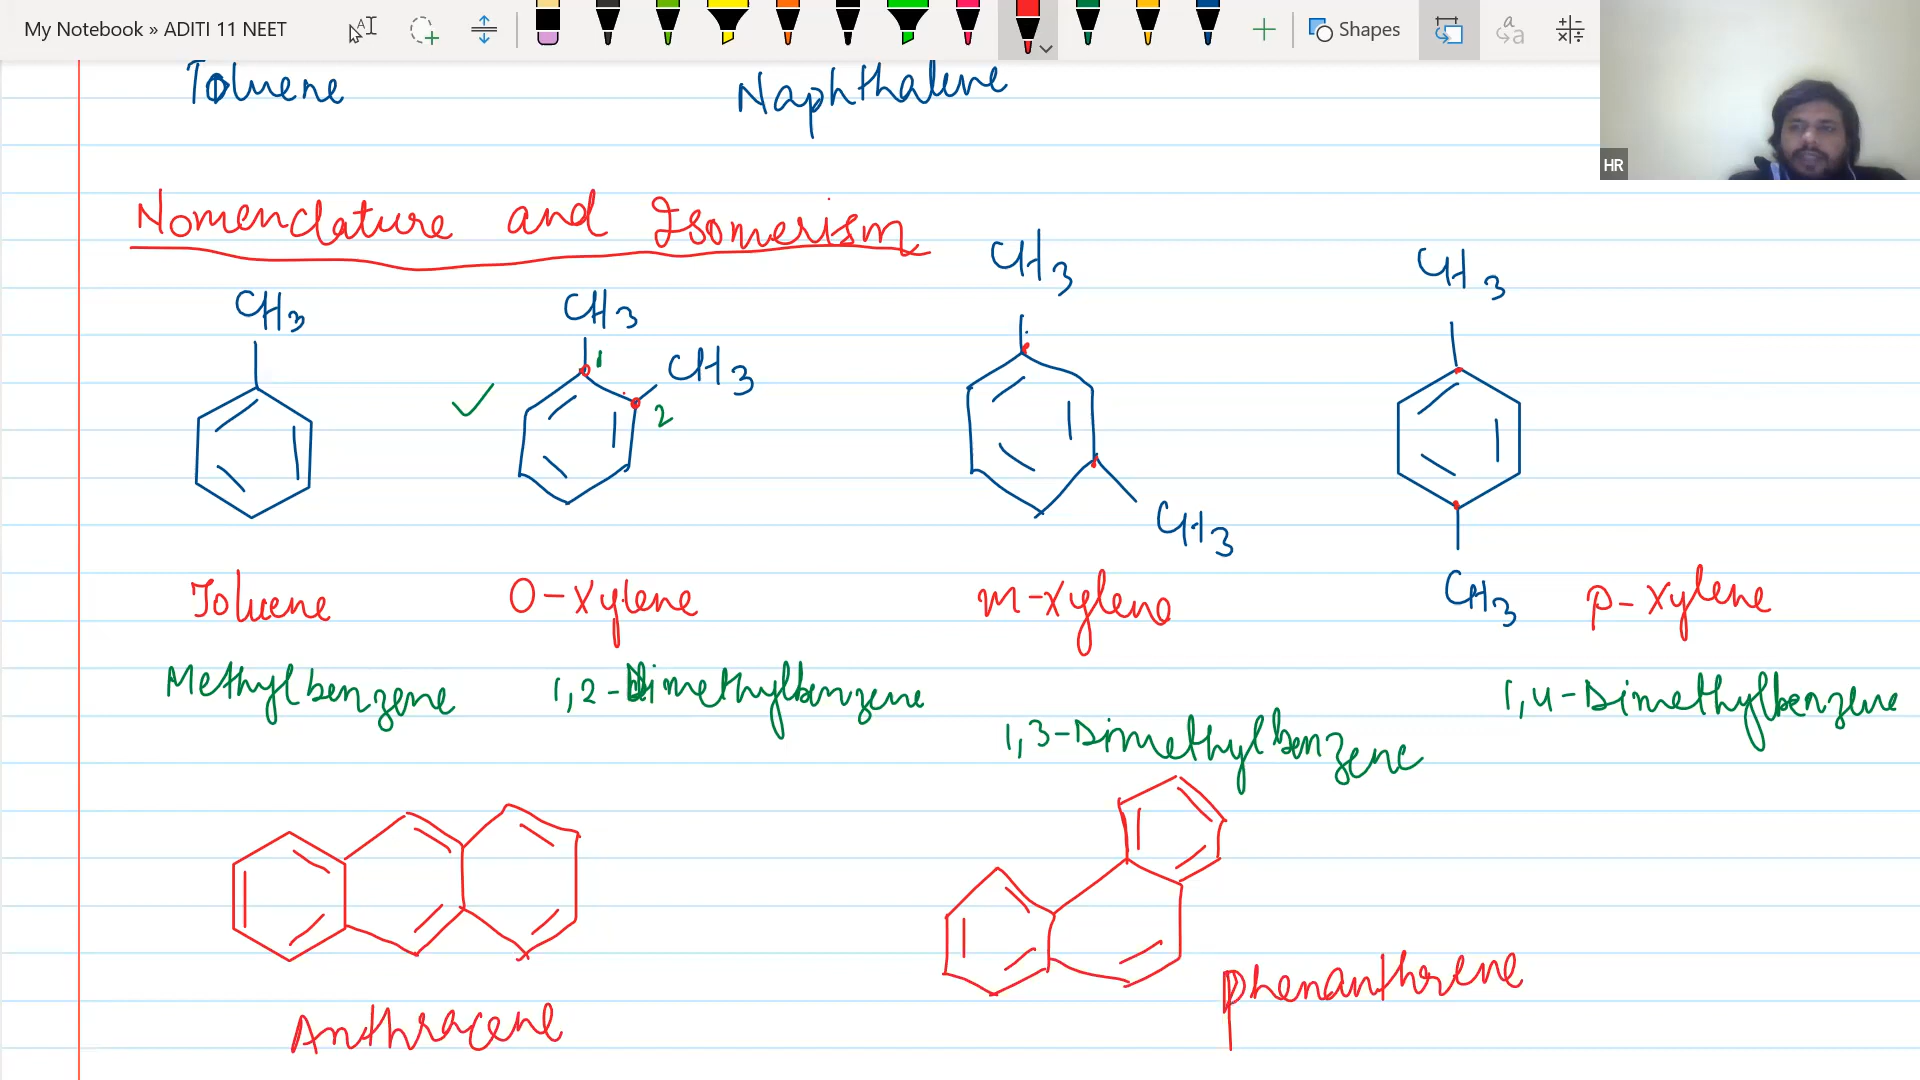 My Notebook » ADITI 11 NEET
Shapes
HR
Toluene Naphthalene
Nomenclature and Isomerism
CH3 CH3 CH3 CH3 CH3
1 2
CH3
CH3
Toluene O-Xylene m-Xylene p-Xylene
Methylbenzene 1,2-Dimethylbenzene 1,4-Dimethylbenzene
1,3-Dimethylbenzene
Anthracene Phenanthrene